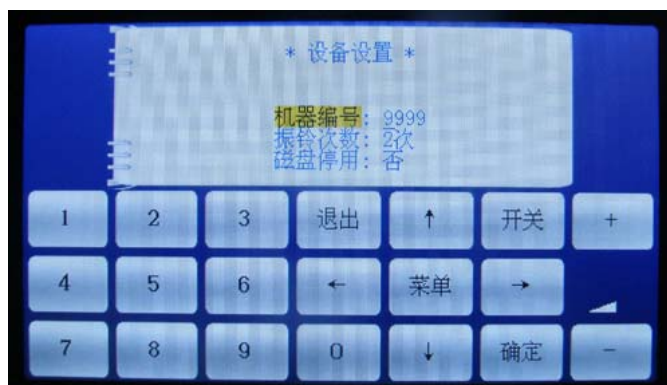 * 设备设置 *
机器编号: 9999
振铃次数: 2次
磁盘停用: 否
1 2 3 退出 ↑ 开关 +
4 5 6 ← 菜单 →
7 8 9 0 ↓ 确定 -